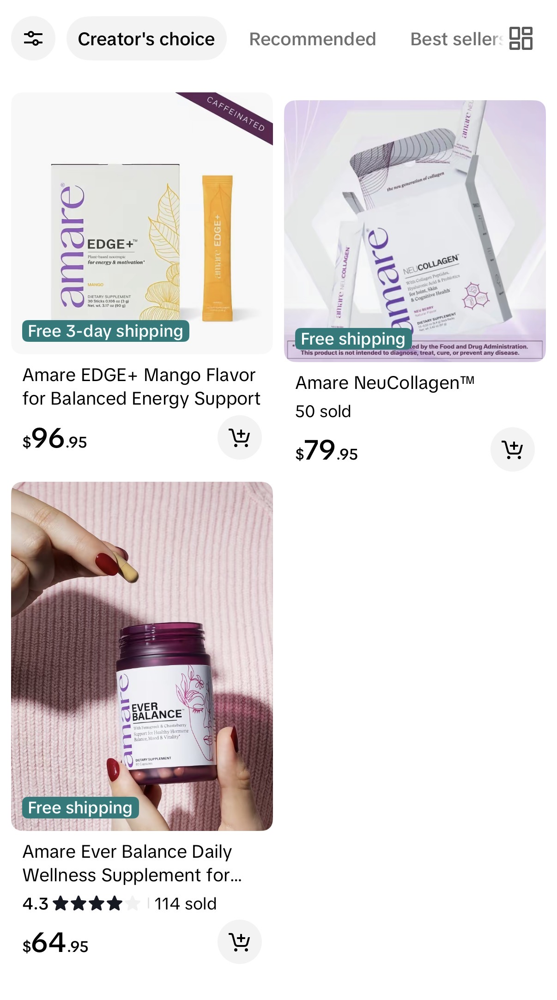 Creator's choice
Recommended
Best sellers
CAFFEINATED
amare®
EDGE+™
Plant-based nootropic
for energy & motivation*
MANGO
DIETARY SUPPLEMENT
30 Sticks 0.106 oz (3 g)
Net. wt. 3.17 oz (90 g)
amare EDGE+
Free 3-day shipping
Amare EDGE+ Mango Flavor
for Balanced Energy Support
$96.95
amare NEU
the neu generation of collagen
amare NEUCOLLAGEN
amare®
NEUCOLLAGEN™
With Collagen Peptides,
Hyaluronic Acid & Probiotics
for Joint, Skin
& Cognitive Health
NEU BERRY
Natural Flavor
DIETARY SUPPLEMENT
Free shipping
ed by the Food and Drug Administration.
This product is not intended to diagnose, treat, cure, or prevent any disease.
Amare NeuCollagen™
50 sold
$79.95
amare
EVER
BALANCE™
With Fenugreek & Chasteberry
Support for Healthy Hormone
Balance, Mood & Vitality*
DIETARY SUPPLEMENT
60 Capsules
Free shipping
Amare Ever Balance Daily
Wellness Supplement for...
4.3 | 114 sold
$64.95